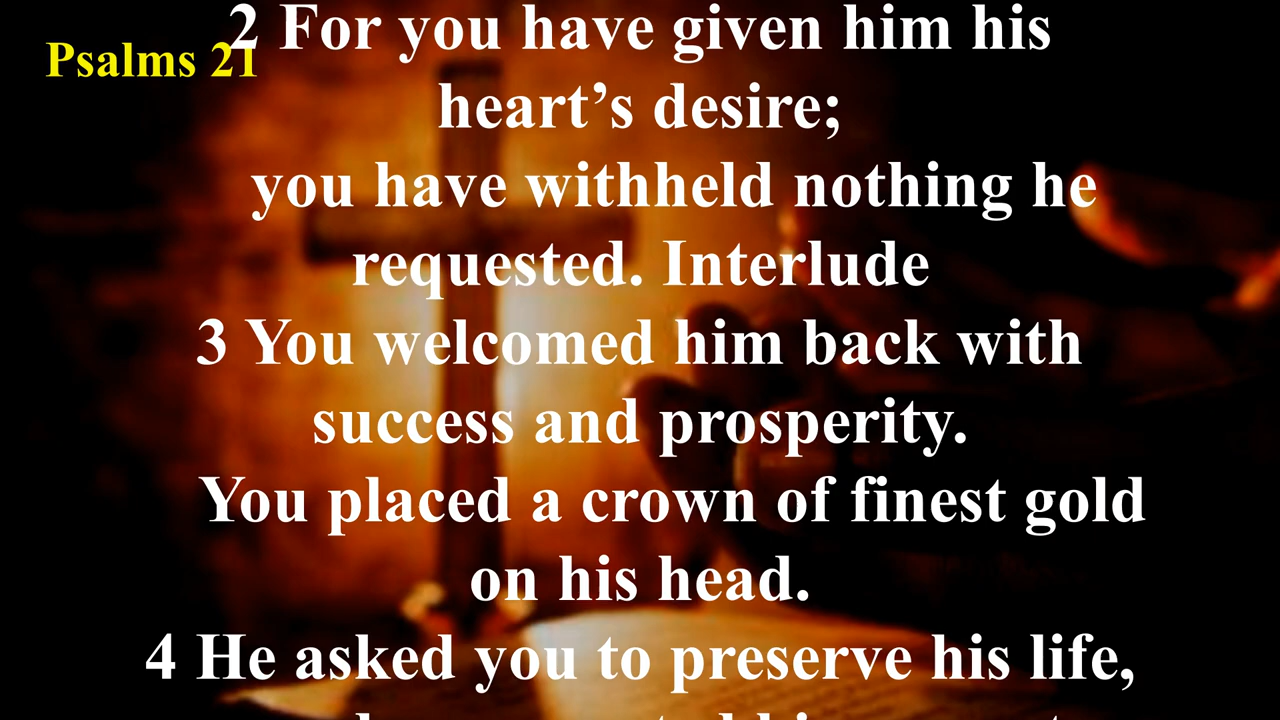 Psalms 21
2 For you have given him his
heart’s desire;
you have withheld nothing he
requested. Interlude
3 You welcomed him back with
success and prosperity.
You placed a crown of finest gold
on his head.
4 He asked you to preserve his life,